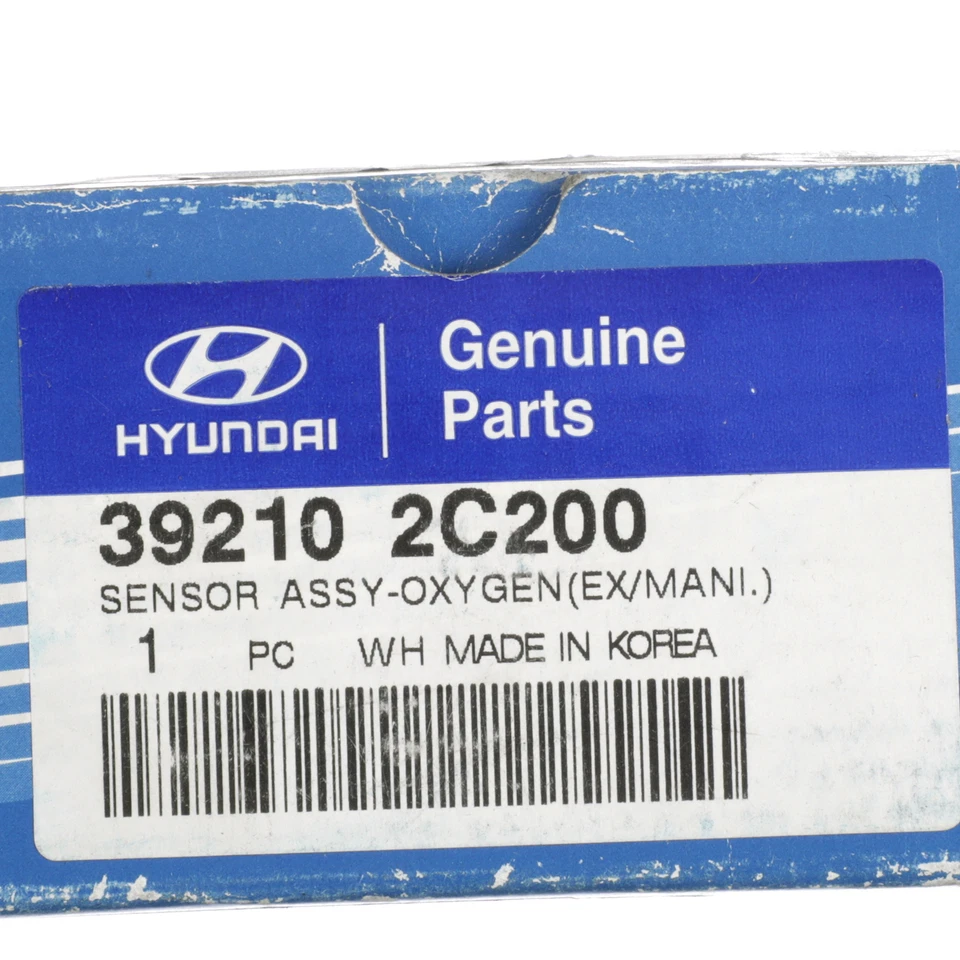 HYUNDAI
Genuine
Parts
39210 2C200
SENSOR ASSY-OXYGEN(EX/MANI.)
1 PC WH MADE IN KOREA